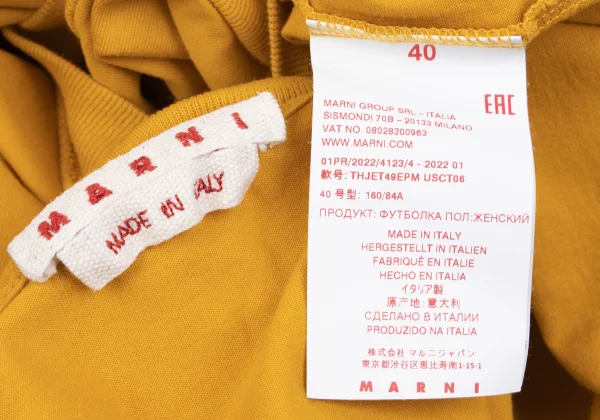 MARNI
MADE IN ITALY
40
MARNI GROUP SRL – ITALIA
SISMONDI 70B – 20133 MILANO
VAT NO. 08028300963
WWW.MARNI.COM
EAC
01PR/2022/4123/4 - 2022 01
款号: THJET49EPM USCT06
40 号型: 160/84A
ПРОДУКТ: ФУТБОЛКА ПОЛ:ЖЕНСКИЙ
MADE IN ITALY
HERGESTELLT IN ITALIEN
FABRIQUÉ EN ITALIE
HECHO EN ITALIA
イタリア製
原产地: 意大利
СДЕЛАНО В ИТАЛИИ
PRODUZIDO NA ITALIA
株式会社 マルニジャパン
東京都渋谷区恵比寿南1-15-1
MARNI